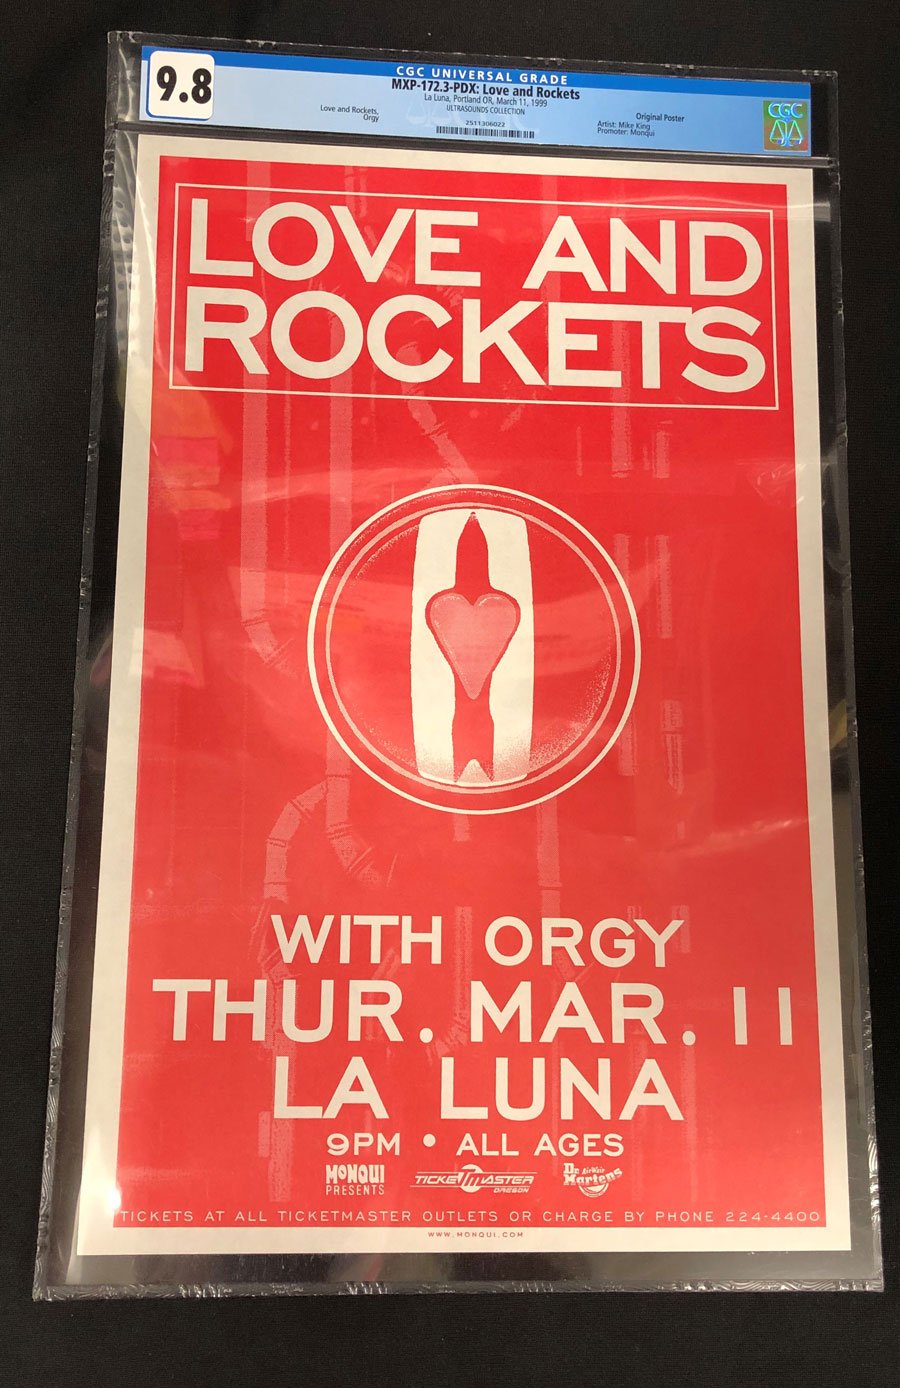 CGC UNIVERSAL GRADE
9.8
MXP-172.3-PDX: Love and Rockets
La Luna, Portland OR, March 11, 1999
ULTRASOUNDS COLLECTION
Love and Rockets,
Orgy
2511306022
Original Poster
Artist: Mike King
Promoter: Monqui
CGC
LOVE AND
ROCKETS
WITH ORGY
THUR. MAR. 11
LA LUNA
9PM • ALL AGES
MONQUI
PRESENTS
TICKETMASTER
OREGON
Dr. AirWair
Martens
TICKETS AT ALL TICKETMASTER OUTLETS OR CHARGE BY PHONE 224-4400
WWW.MONQUI.COM